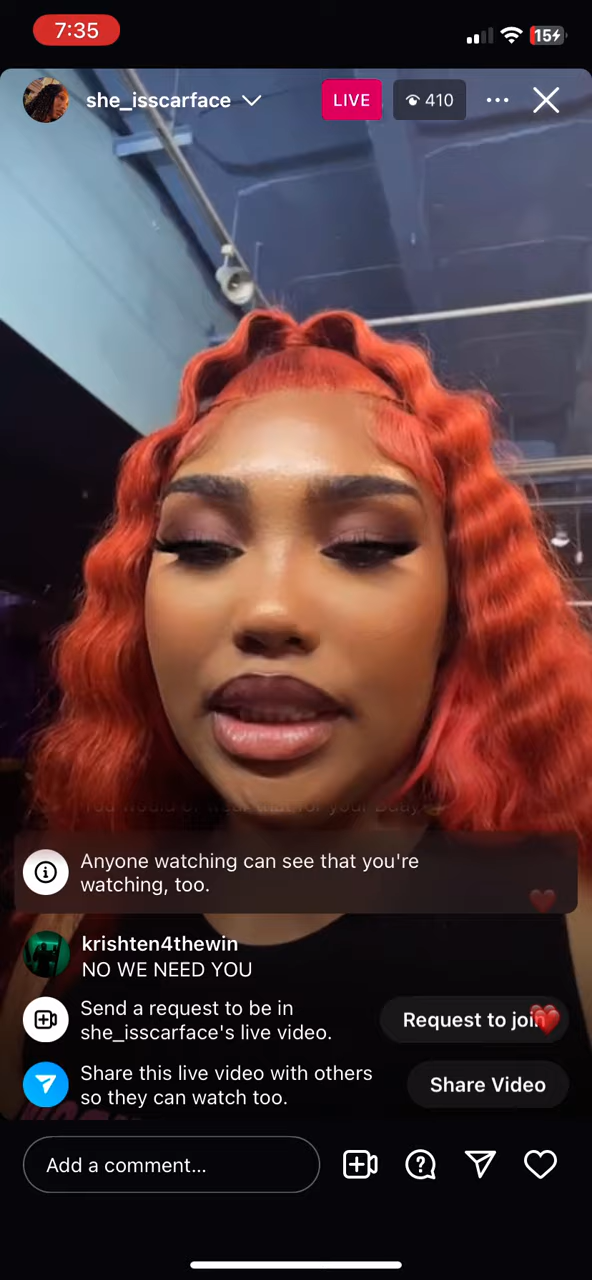 7:35
15
she_isscarface
LIVE
410
Anyone watching can see that you're
watching, too.
krishten4thewin
NO WE NEED YOU
Send a request to be in
she_isscarface's live video.
Request to join
Share this live video with others
so they can watch too.
Share Video
Add a comment...